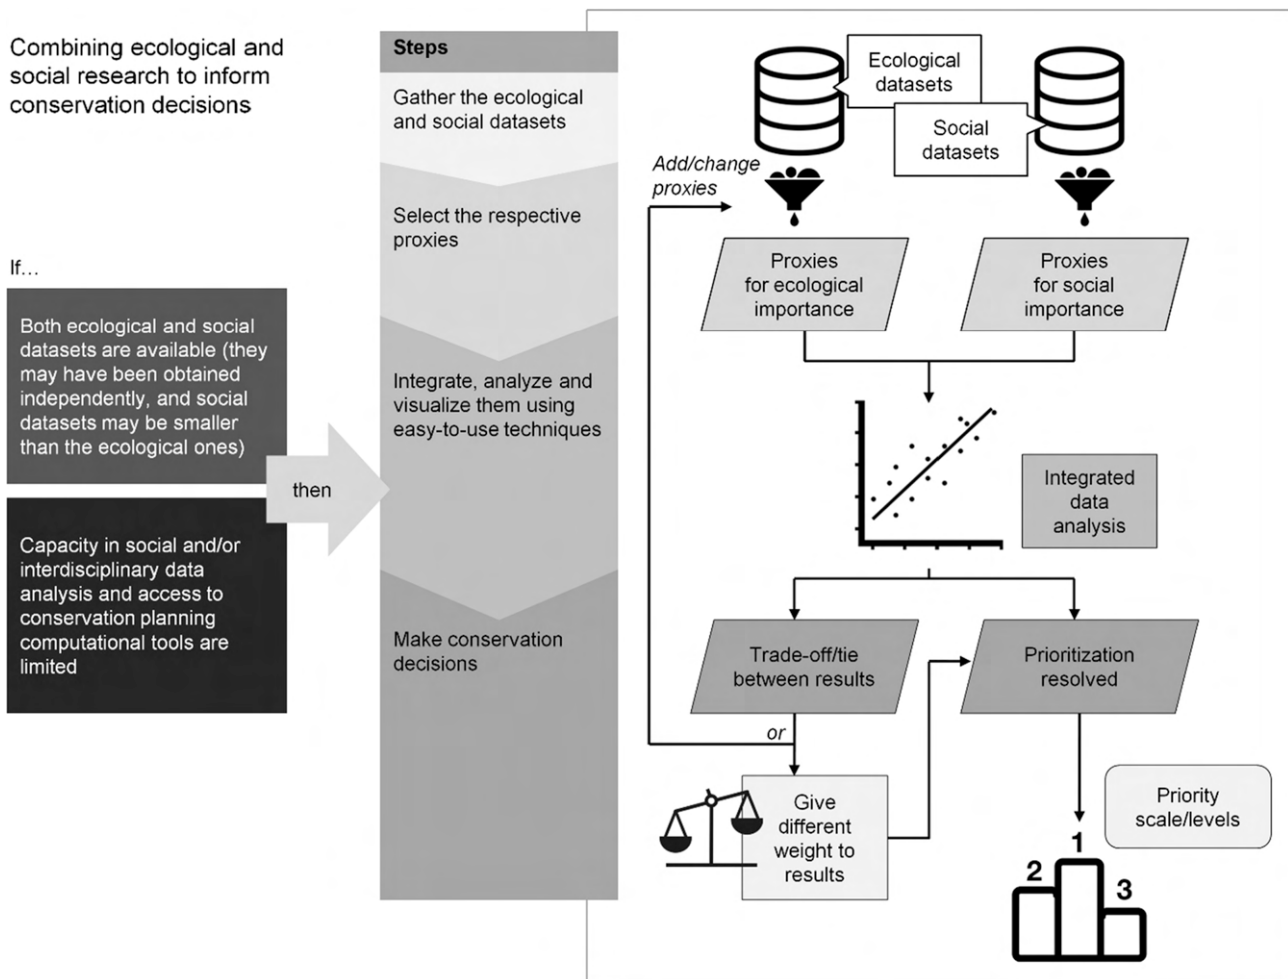 Combining ecological and
social research to inform
conservation decisions
If...
Both ecological and social
datasets are available (they
may have been obtained
independently, and social
datasets may be smaller
than the ecological ones)
Capacity in social and/or
interdisciplinary data
analysis and access to
conservation planning
computational tools are
limited
then
Steps
Gather the ecological
and social datasets
Select the respective
proxies
Integrate, analyze and
visualize them using
easy-to-use techniques
Make conservation
decisions
Ecological
datasets
Social
datasets
Add/change
proxies
Proxies
for ecological
importance
Proxies
for social
importance
Integrated
data
analysis
Trade-off/tie
between results
Prioritization
resolved
or
Give
different
weight to
results
Priority
scale/levels
1
2
3